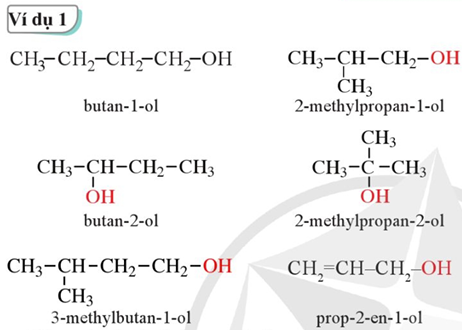 Ví dụ 1
CH₃–CH₂–CH₂–CH₂–OH
butan-1-ol
CH₃–CH–CH₂–OH
CH₃
2-methylpropan-1-ol
CH₃–CH–CH₂–CH₃
OH
butan-2-ol
CH₃
CH₃–C–CH₃
OH
2-methylpropan-2-ol
CH₃–CH–CH₂–CH₂–OH
CH₃
3-methylbutan-1-ol
CH₂=CH–CH₂–OH
prop-2-en-1-ol